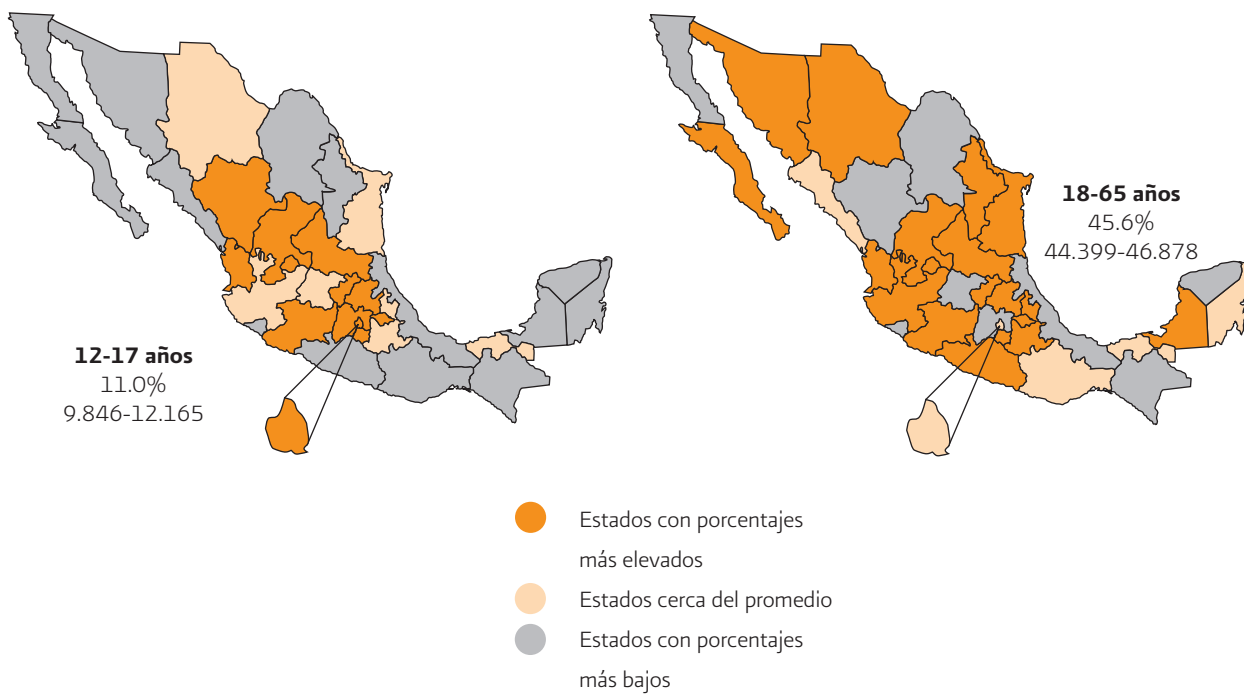 12-17 años
11.0%
9.846-12.165
18-65 años
45.6%
44.399-46.878
Estados con porcentajes
más elevados
Estados cerca del promedio
Estados con porcentajes
más bajos